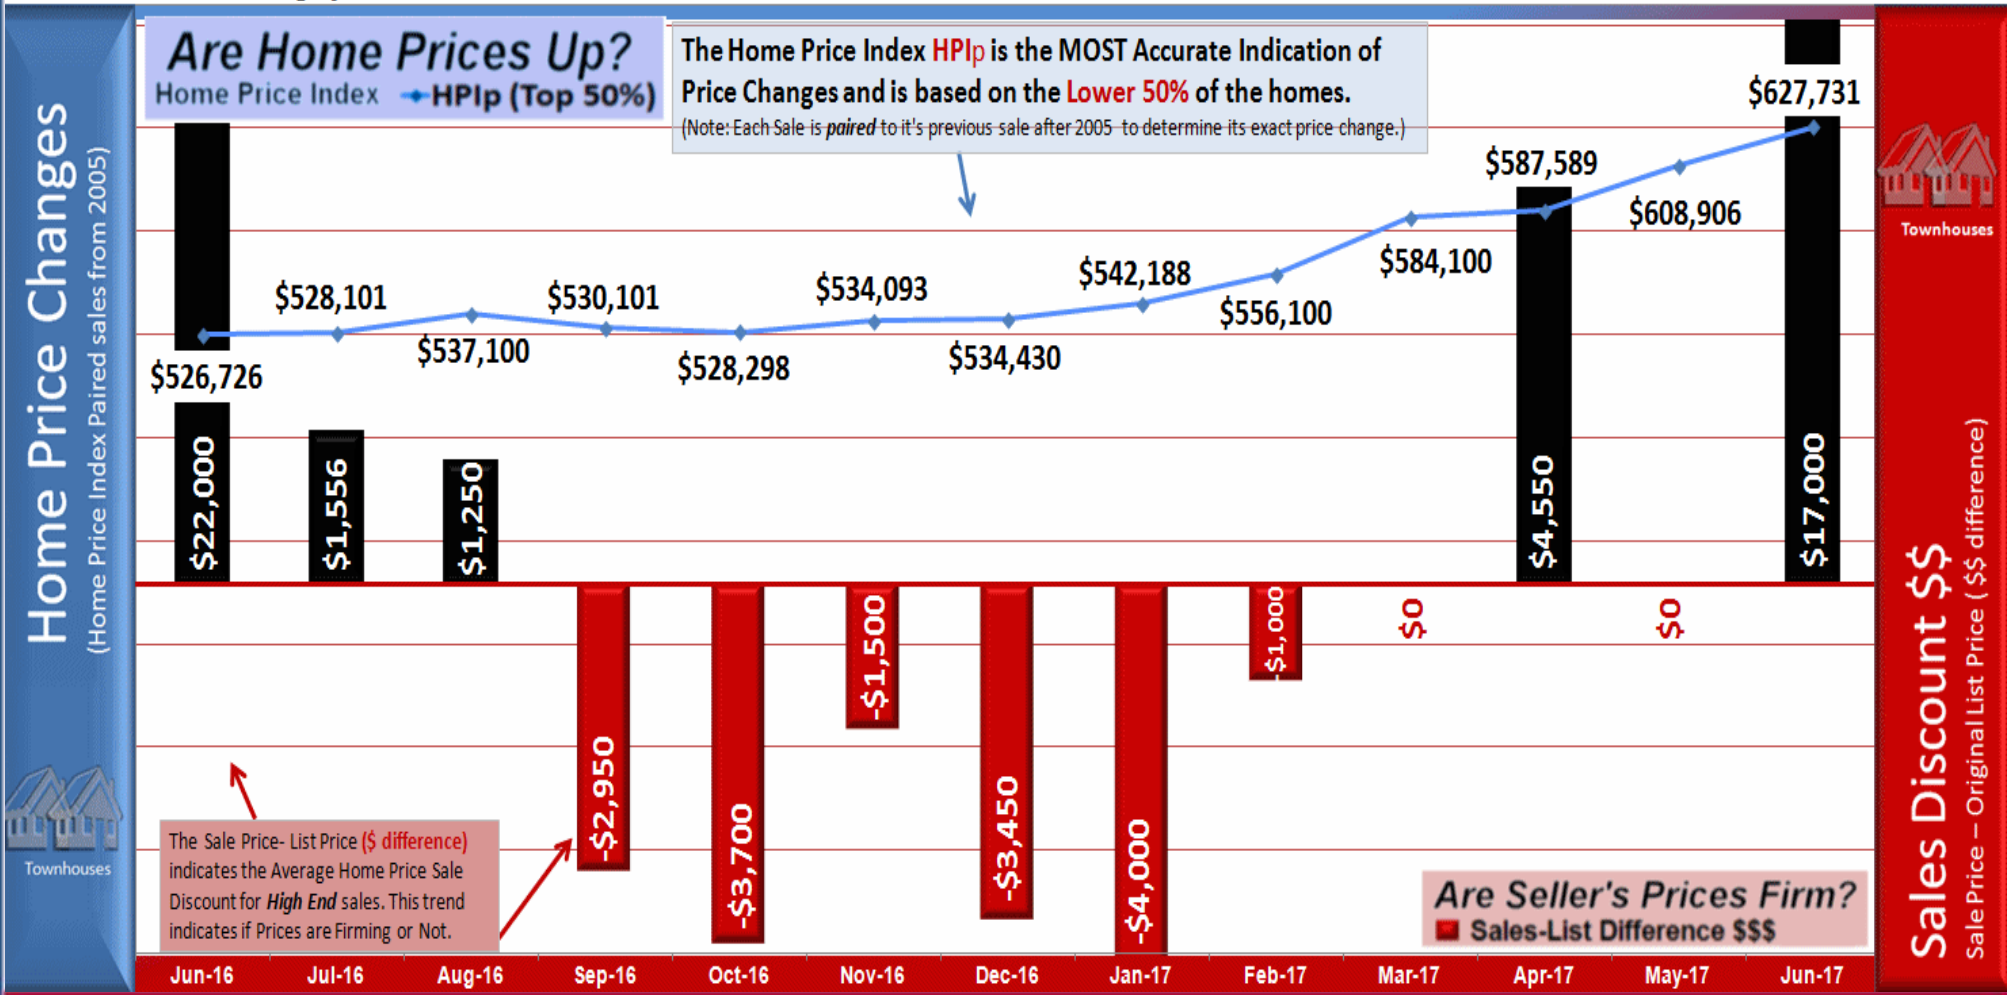 Home Price Changes
(Home Price Index Paired sales from 2005)
Townhouses
Are Home Prices Up?
Home Price Index HPIp (Top 50%)
The Home Price Index HPIp is the MOST Accurate Indication of
Price Changes and is based on the Lower 50% of the homes.
(Note: Each Sale is paired to it's previous sale after 2005 to determine its exact price change.)
$526,726
$528,101
$537,100
$530,101
$528,298
$534,093
$534,430
$542,188
$556,100
$584,100
$587,589
$608,906
$627,731
$22,000
$1,556
$1,250
-$2,950
-$3,700
-$1,500
-$3,450
-$4,000
-$1,000
$0
$4,550
$0
$17,000
The Sale Price- List Price ($ difference)
indicates the Average Home Price Sale
Discount for High End sales. This trend
indicates if Prices are Firming or Not.
Are Seller's Prices Firm?
Sales-List Difference $$$
Jun-16 Jul-16 Aug-16 Sep-16 Oct-16 Nov-16 Dec-16 Jan-17 Feb-17 Mar-17 Apr-17 May-17 Jun-17
Townhouses
Sales Discount $$
Sale Price – Original List Price ( $$ difference)